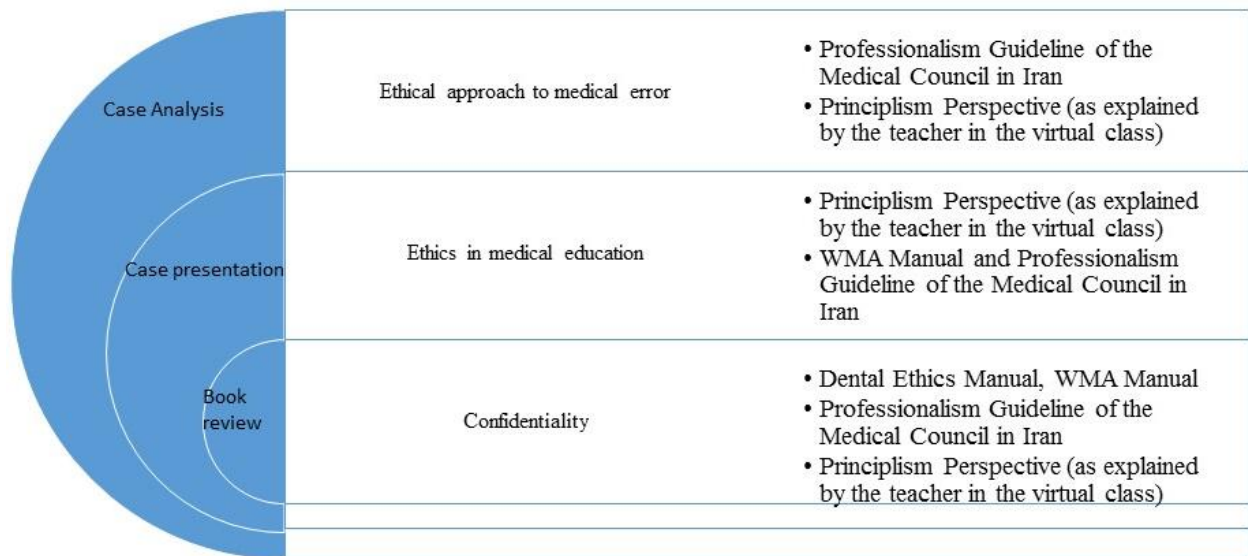 Case Analysis
Ethical approach to medical error
• Professionalism Guideline of the
Medical Council in Iran
• Principlism Perspective (as explained
by the teacher in the virtual class)
Case presentation
Ethics in medical education
• Principlism Perspective (as explained
by the teacher in the virtual class)
• WMA Manual and Professionalism
Guideline of the Medical Council in
Iran
Book
review
Confidentiality
• Dental Ethics Manual, WMA Manual
• Professionalism Guideline of the
Medical Council in Iran
• Principlism Perspective (as explained
by the teacher in the virtual class)